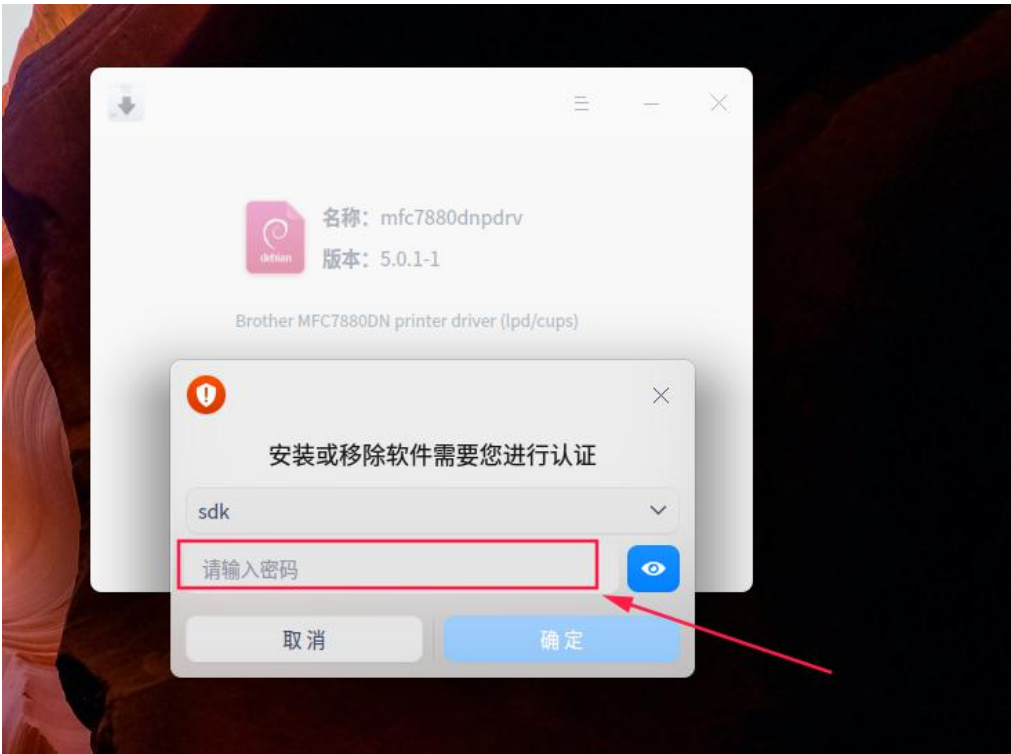 名称： mfc7880dnpdrv
debian
版本： 5.0.1-1
Brother MFC7880DN printer driver (lpd/cups)
安装或移除软件需要您进行认证
sdk
请输入密码
取 消
确 定